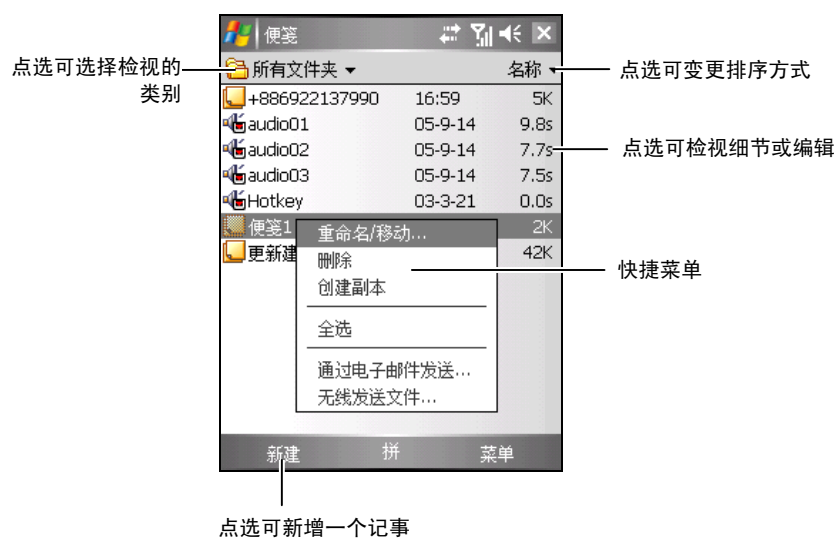 便笺
点选可选择检视的
类别
所有文件夹
名称
点选可变更排序方式
+886922137990 16:59 5K
audio01 05-9-14 9.8s
audio02 05-9-14 7.7s
点选可检视细节或编辑
audio03 05-9-14 7.5s
Hotkey 03-3-21 0.0s
便笺1 2K
更新建 42K
重命名/移动...
删除
创建副本
全选
通过电子邮件发送...
无线发送文件...
快捷菜单
新建 拼 菜单
点选可新增一个记事